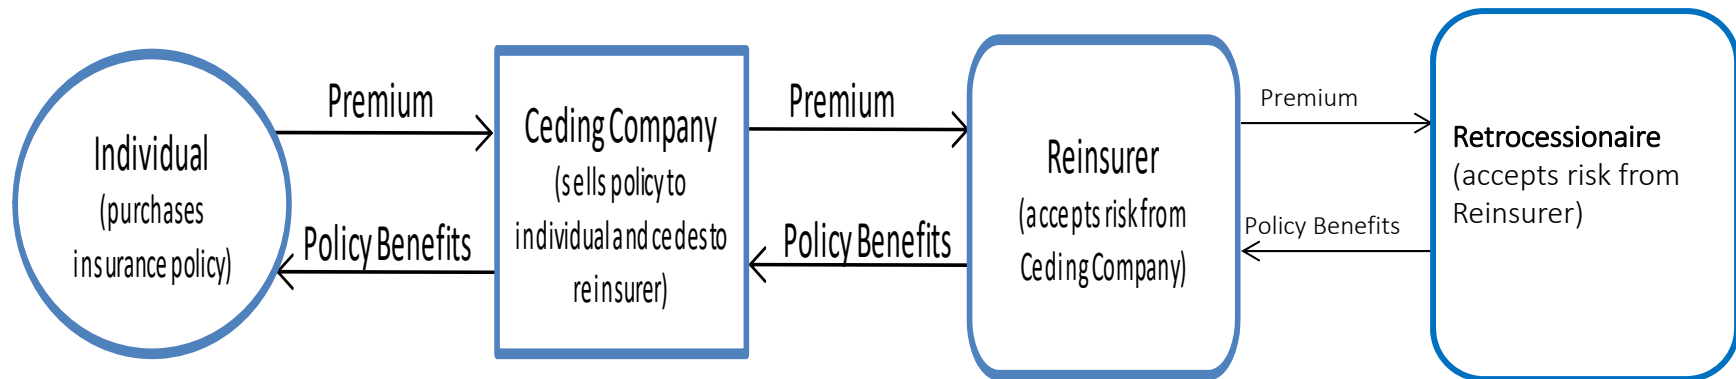 Individual
(purchases
insurance policy)
Premium
Policy Benefits
Ceding Company
(sells policy to
individual and cedes to
reinsurer)
Premium
Policy Benefits
Reinsurer
(accepts risk from
Ceding Company)
Premium
Policy Benefits
Retrocessionaire
(accepts risk from
Reinsurer)